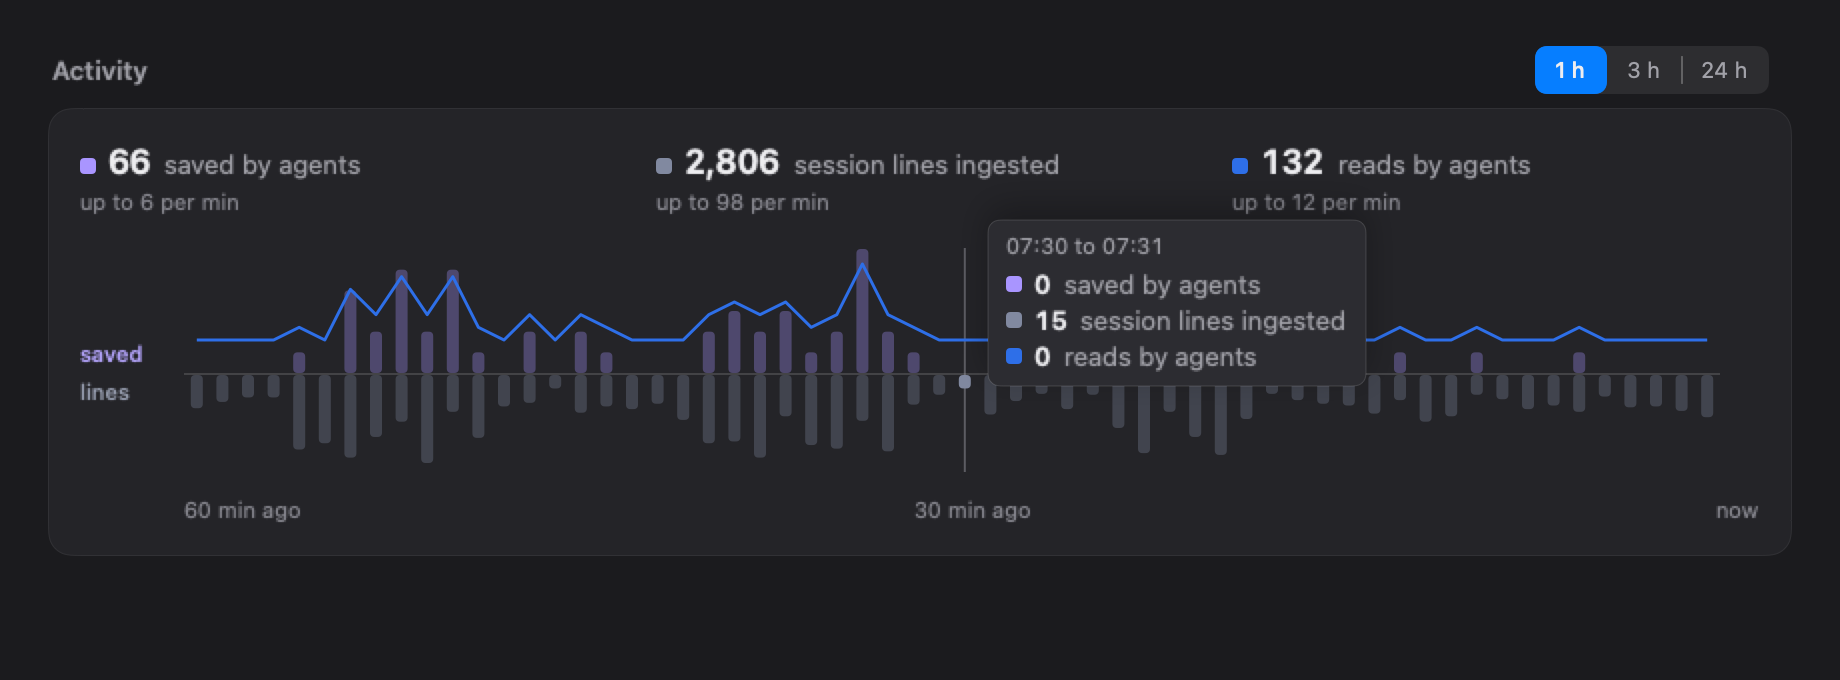 Activity
1 h
3 h
24 h
66 saved by agents
up to 6 per min
2,806 session lines ingested
up to 98 per min
132 reads by agents
up to 12 per min
07:30 to 07:31
0 saved by agents
15 session lines ingested
0 reads by agents
saved
lines
60 min ago
30 min ago
now